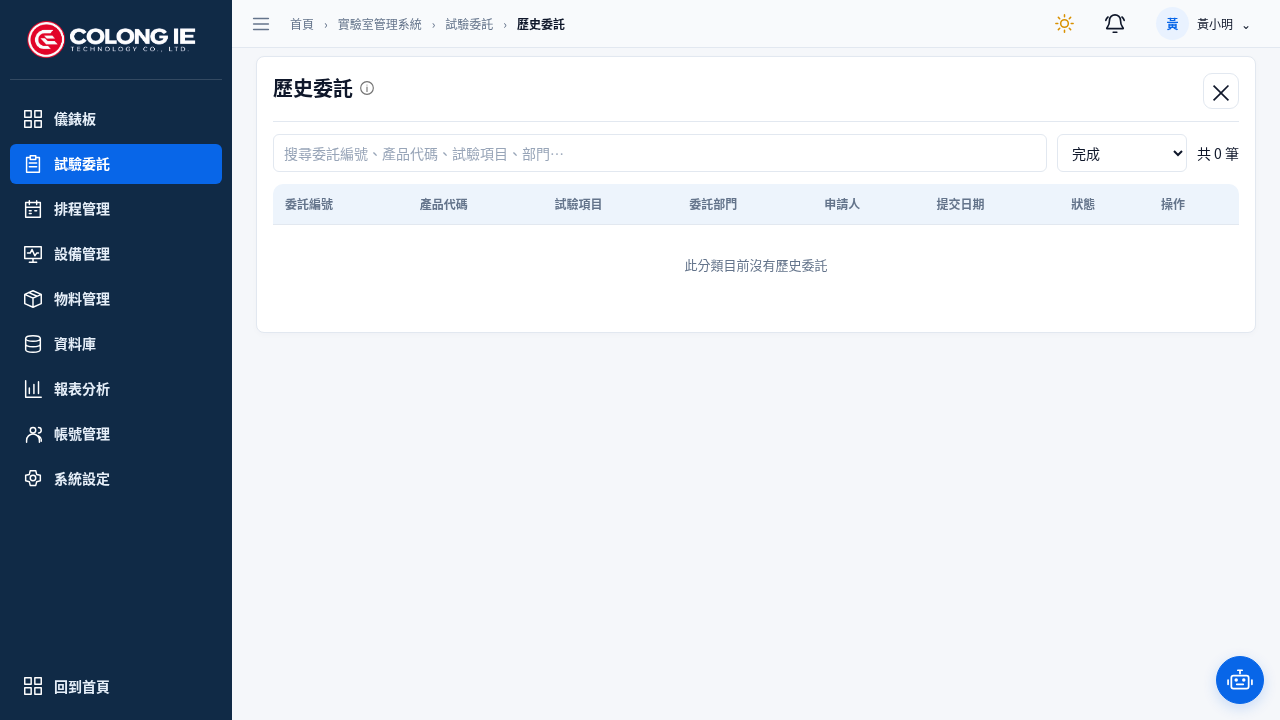 COLONG IE
TECHNOLOGY CO., LTD.
儀錶板
試驗委託
排程管理
設備管理
物料管理
資料庫
報表分析
帳號管理
系統設定
回到首頁
首頁 › 實驗室管理系統 › 試驗委託 › 歷史委託
黃 黃小明
歷史委託
搜尋委託編號、產品代碼、試驗項目、部門…
完成
共 0 筆
委託編號 產品代碼 試驗項目 委託部門 申請人 提交日期 狀態 操作
此分類目前沒有歷史委託